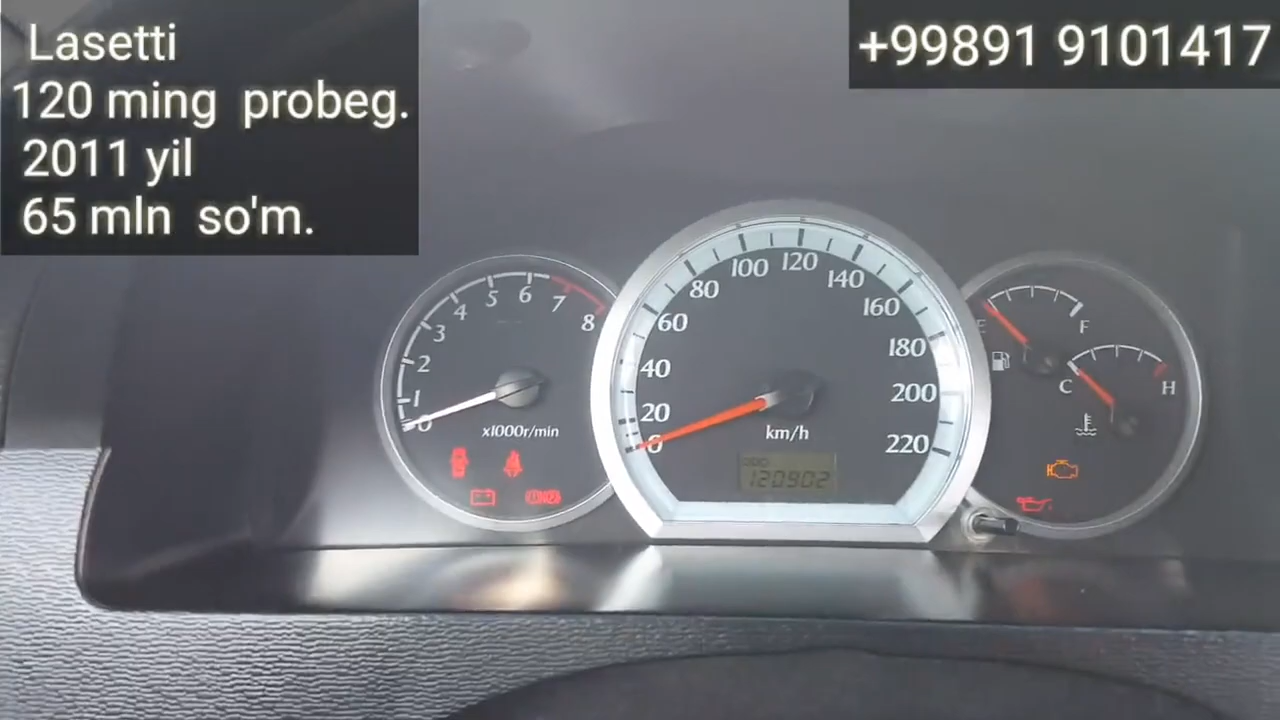 Lasetti
120 ming probeg.
2011 yil
65 mln so'm.
+99891 9101417
0 1 2 3 4 5 6 7 8
x1000r/min
0 20 40 60 80 100 120 140 160 180 200 220
km/h
120902
E F
C H